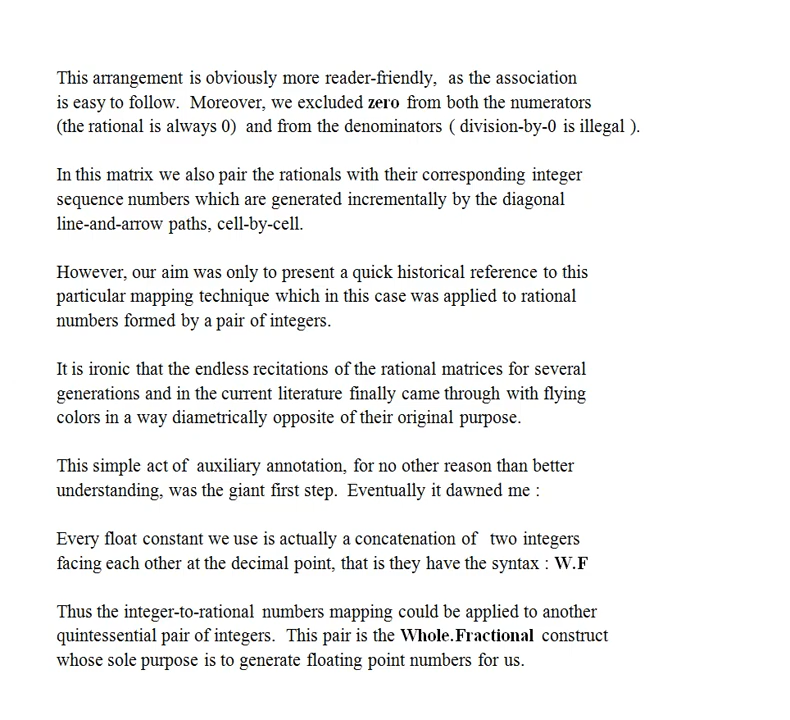 This arrangement is obviously more reader-friendly, as the association
is easy to follow. Moreover, we excluded zero from both the numerators
(the rational is always 0) and from the denominators ( division-by-0 is illegal ).
In this matrix we also pair the rationals with their corresponding integer
sequence numbers which are generated incrementally by the diagonal
line-and-arrow paths, cell-by-cell.
However, our aim was only to present a quick historical reference to this
particular mapping technique which in this case was applied to rational
numbers formed by a pair of integers.
It is ironic that the endless recitations of the rational matrices for several
generations and in the current literature finally came through with flying
colors in a way diametrically opposite of their original purpose.
This simple act of auxiliary annotation, for no other reason than better
understanding, was the giant first step. Eventually it dawned me :
Every float constant we use is actually a concatenation of two integers
facing each other at the decimal point, that is they have the syntax : W.F
Thus the integer-to-rational numbers mapping could be applied to another
quintessential pair of integers. This pair is the Whole.Fractional construct
whose sole purpose is to generate floating point numbers for us.